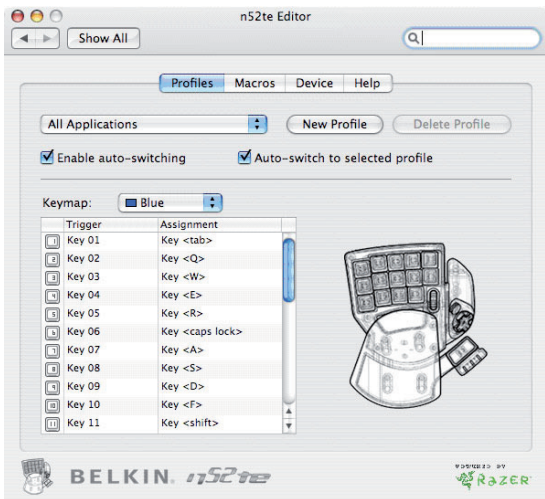 n52te Editor
Show All
Profiles Macros Device Help
All Applications New Profile Delete Profile
Enable auto-switching Auto-switch to selected profile
Keymap: Blue
Trigger Assignment
Key 01 Key <tab>
Key 02 Key <Q>
Key 03 Key <W>
Key 04 Key <E>
Key 05 Key <R>
Key 06 Key <caps lock>
Key 07 Key <A>
Key 08 Key <S>
Key 09 Key <D>
Key 10 Key <F>
Key 11 Key <shift>
BELKIN. n52te
POWERED BY
RAZER